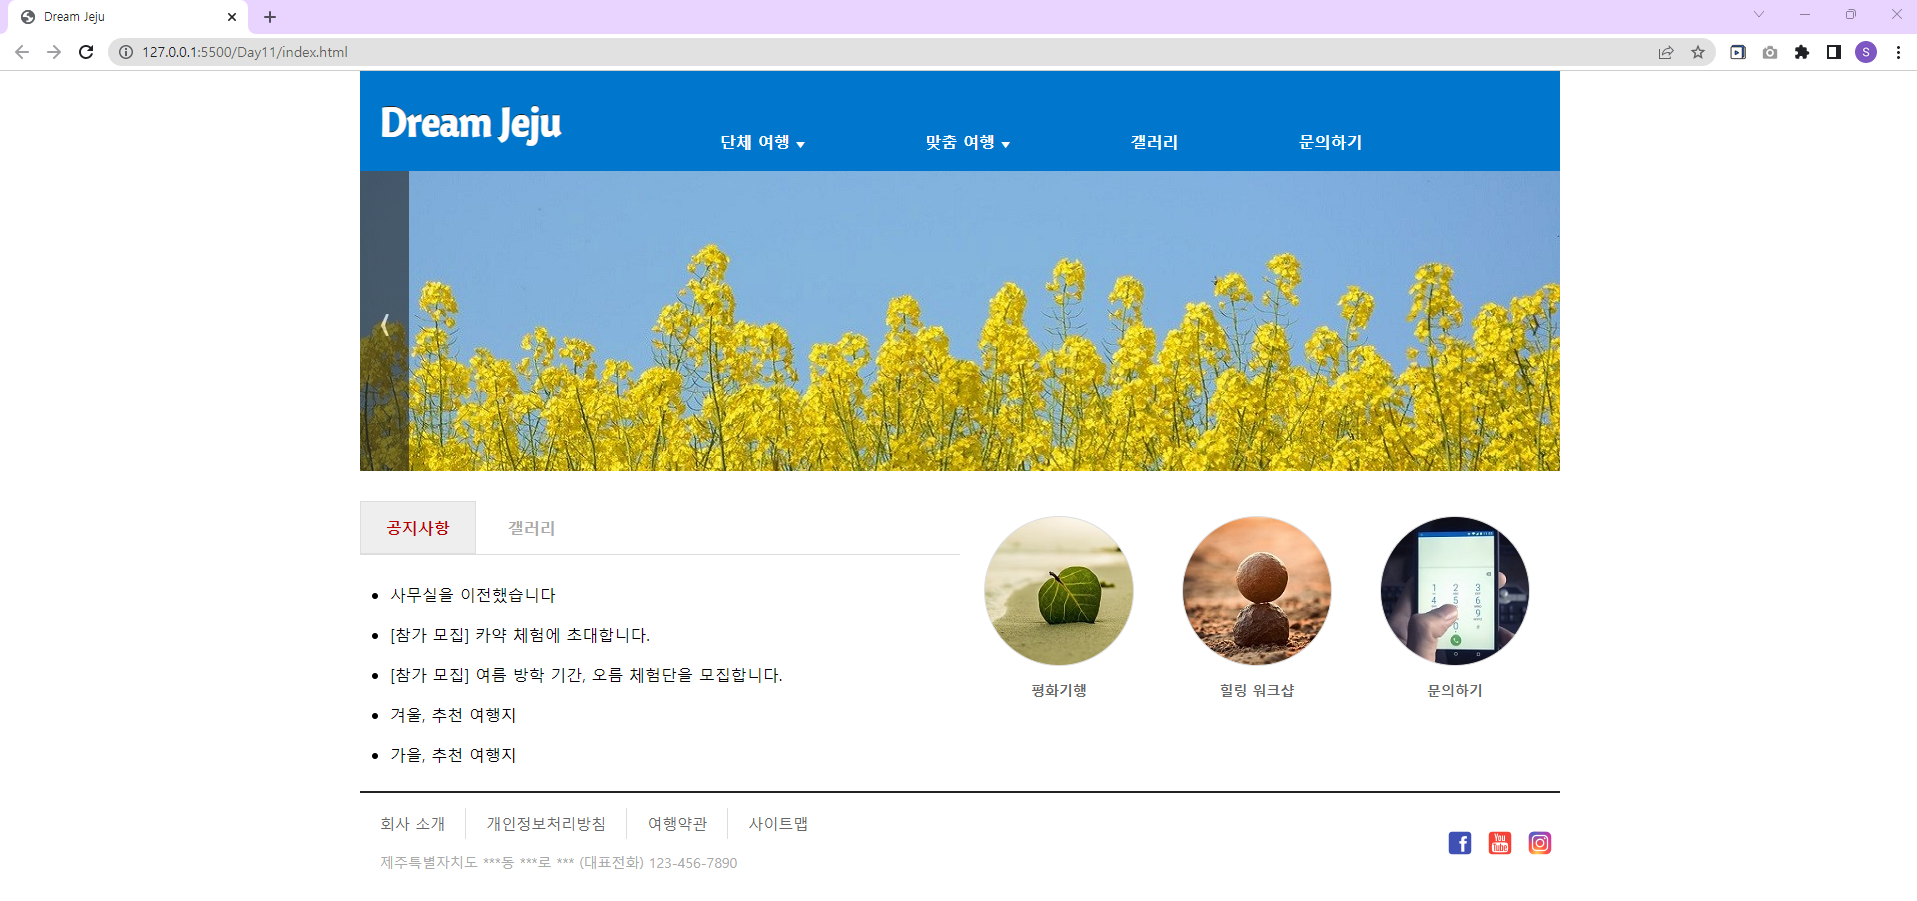 Dream Jeju
127.0.0.1:5500/Day11/index.html
S
Dream Jeju
단체 여행 ▼
맞춤 여행 ▼
갤러리
문의하기
공지사항
갤러리
• 사무실을 이전했습니다
• [참가 모집] 카약 체험에 초대합니다.
• [참가 모집] 여름 방학 기간, 오름 체험단을 모집합니다.
• 겨울, 추천 여행지
• 가을, 추천 여행지
평화기행
힐링 워크샵
문의하기
회사 소개
개인정보처리방침
여행약관
사이트맵
제주특별자치도 ***동 ***로 *** (대표전화) 123-456-7890
You
Tube